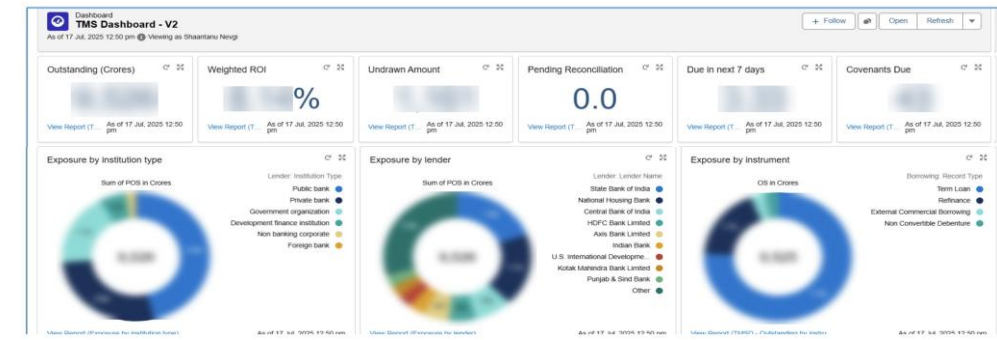 Dashboard
TMS Dashboard - V2
As of 17 Jul, 2025 12:50 pm Viewing as Shaantanu Nevgi
+ Follow
Open
Refresh
Outstanding (Crores)
View Report (T...
As of 17 Jul, 2025 12:50
pm
Weighted ROI
%
View Report (T...
As of 17 Jul, 2025 12:50
pm
Undrawn Amount
View Report (T...
As of 17 Jul, 2025 12:50
pm
Pending Reconciliation
0.0
View Report (T...
As of 17 Jul, 2025 12:50
pm
Due in next 7 days
View Report (T...
As of 17 Jul, 2025 12:50
pm
Covenants Due
View Report (T...
As of 17 Jul, 2025 12:50
pm
Exposure by institution type
Sum of POS in Crores
Lender: Institution Type
Public bank
Private bank
Government organization
Development finance institution
Non banking corporate
Foreign bank
View Report (Exposure by institution type)
As of 17 Jul, 2025 12:50 pm
Exposure by lender
Sum of POS in Crores
Lender: Lender Name
State Bank of India
National Housing Bank
Central Bank of India
HDFC Bank Limited
Axis Bank Limited
Indian Bank
U.S. International Developme...
Kotak Mahindra Bank Limited
Punjab & Sind Bank
Other
View Report (Exposure by lender)
As of 17 Jul, 2025 12:50 pm
Exposure by instrument
OS in Crores
Borrowing: Record Type
Term Loan
Refinance
External Commercial Borrowing
Non Convertible Debenture
View Report (TMSO - Outstanding by instru
As of 17 Jul, 2025 12:50 pm